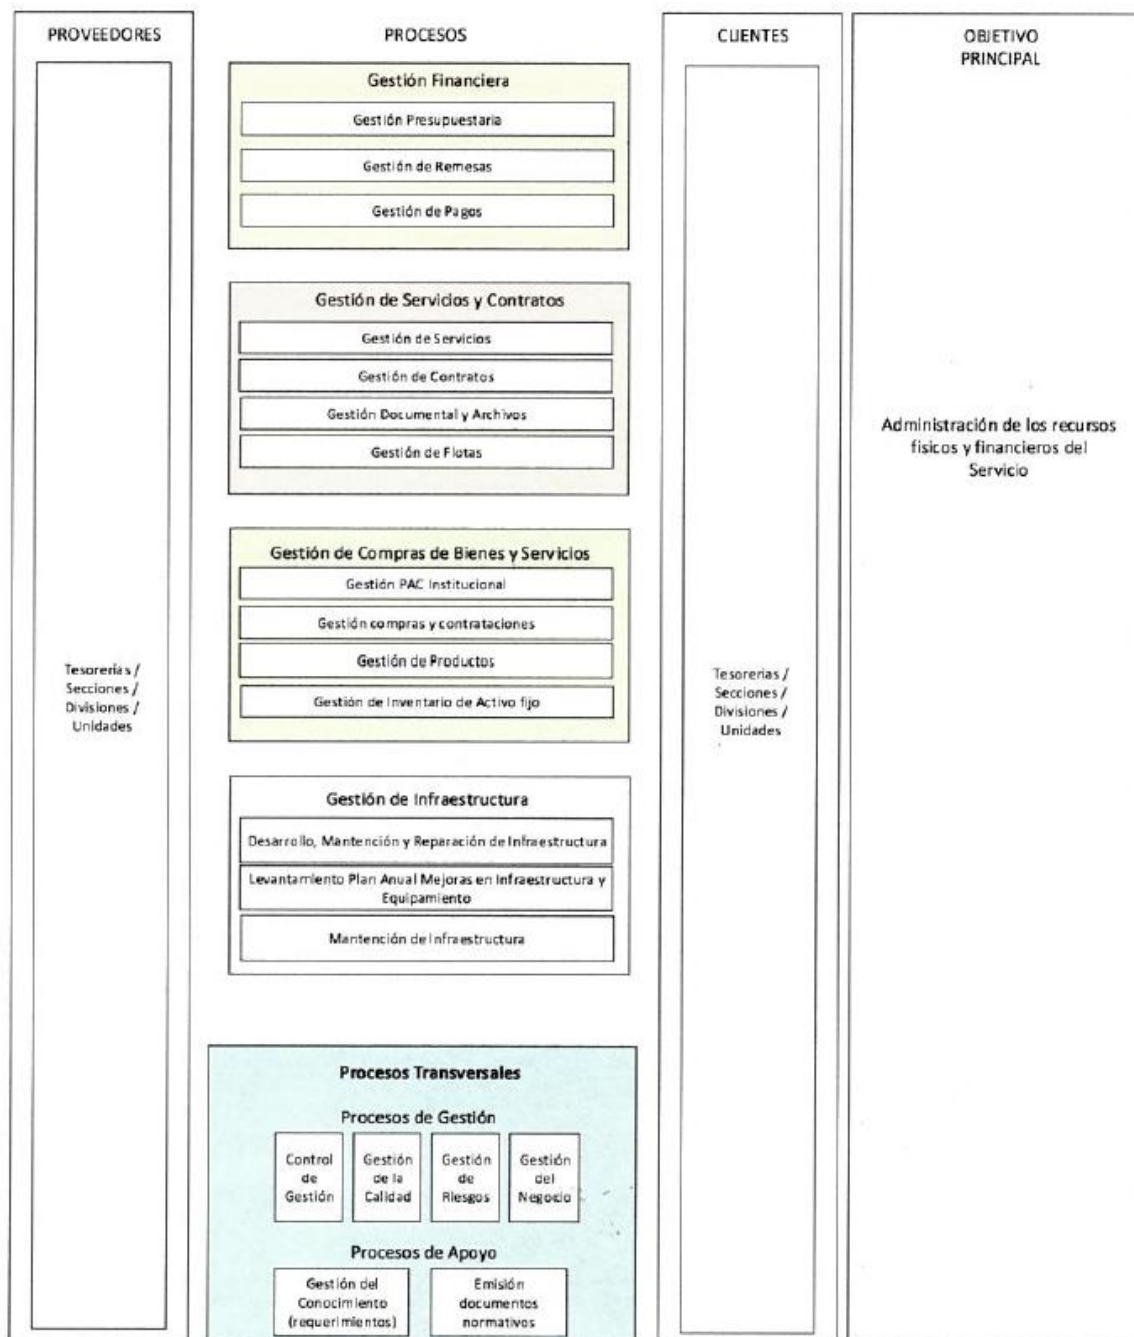 PROVEEDORES
Tesorerías /
Secciones /
Divisiones /
Unidades
PROCESOS
Gestión Financiera
Gestión Presupuestaria
Gestión de Remesas
Gestión de Pagos
Gestión de Servicios y Contratos
Gestión de Servicios
Gestión de Contratos
Gestión Documental y Archivos
Gestión de Flotas
Gestión de Compras de Bienes y Servicios
Gestión PAC Institucional
Gestión compras y contrataciones
Gestión de Productos
Gestión de Inventario de Activo fijo
Gestión de Infraestructura
Desarrollo, Mantención y Reparación de Infraestructura
Levantamiento Plan Anual Mejoras en Infraestructura y
Equipamiento
Mantención de Infraestructura
Procesos Transversales
Procesos de Gestión
Control
de
Gestión
Gestión
de la
Calidad
Gestión
de
Riesgos
Gestión
del
Negocio
Procesos de Apoyo
Gestión del
Conocimiento
(requerimientos)
Emisión
documentos
normativos
CLIENTES
Tesorerías /
Secciones /
Divisiones /
Unidades
OBJETIVO
PRINCIPAL
Administración de los recursos
físicos y financieros del
Servicio